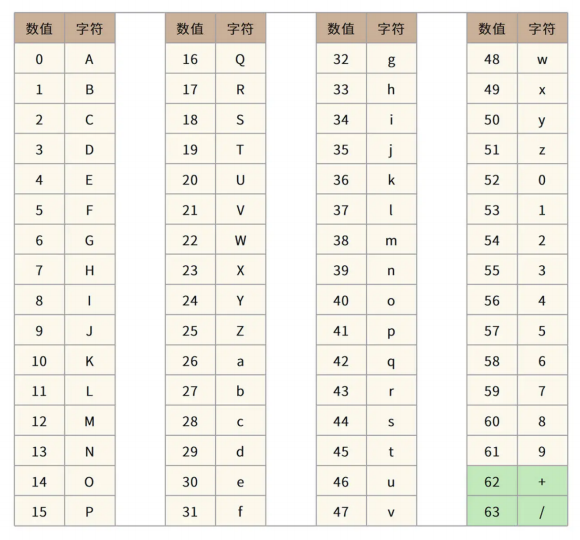 数值 字符 数值 字符 数值 字符 数值 字符
0 A 16 Q 32 g 48 w
1 B 17 R 33 h 49 x
2 C 18 S 34 i 50 y
3 D 19 T 35 j 51 z
4 E 20 U 36 k 52 0
5 F 21 V 37 l 53 1
6 G 22 W 38 m 54 2
7 H 23 X 39 n 55 3
8 I 24 Y 40 o 56 4
9 J 25 Z 41 p 57 5
10 K 26 a 42 q 58 6
11 L 27 b 43 r 59 7
12 M 28 c 44 s 60 8
13 N 29 d 45 t 61 9
14 O 30 e 46 u 62 +
15 P 31 f 47 v 63 /